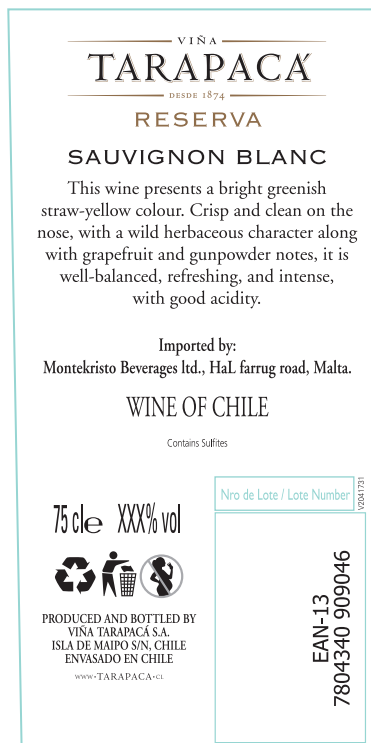 VIÑA
TARAPACÁ
DESDE 1874
RESERVA
SAUVIGNON BLANC
This wine presents a bright greenish
straw-yellow colour. Crisp and clean on the
nose, with a wild herbaceous character along
with grapefruit and gunpowder notes, it is
well-balanced, refreshing, and intense,
with good acidity.
Imported by:
Montekristo Beverages ltd., HaL farrug road, Malta.
WINE OF CHILE
Contains Sulfites
75 cl℮ XXX% vol
PRODUCED AND BOTTLED BY
VIÑA TARAPACÁ S.A.
ISLA DE MAIPO S/N, CHILE
ENVASADO EN CHILE
WWW•TARAPACA•CL
Nro de Lote / Lote Number
V2041731
EAN-13
7804340 909046